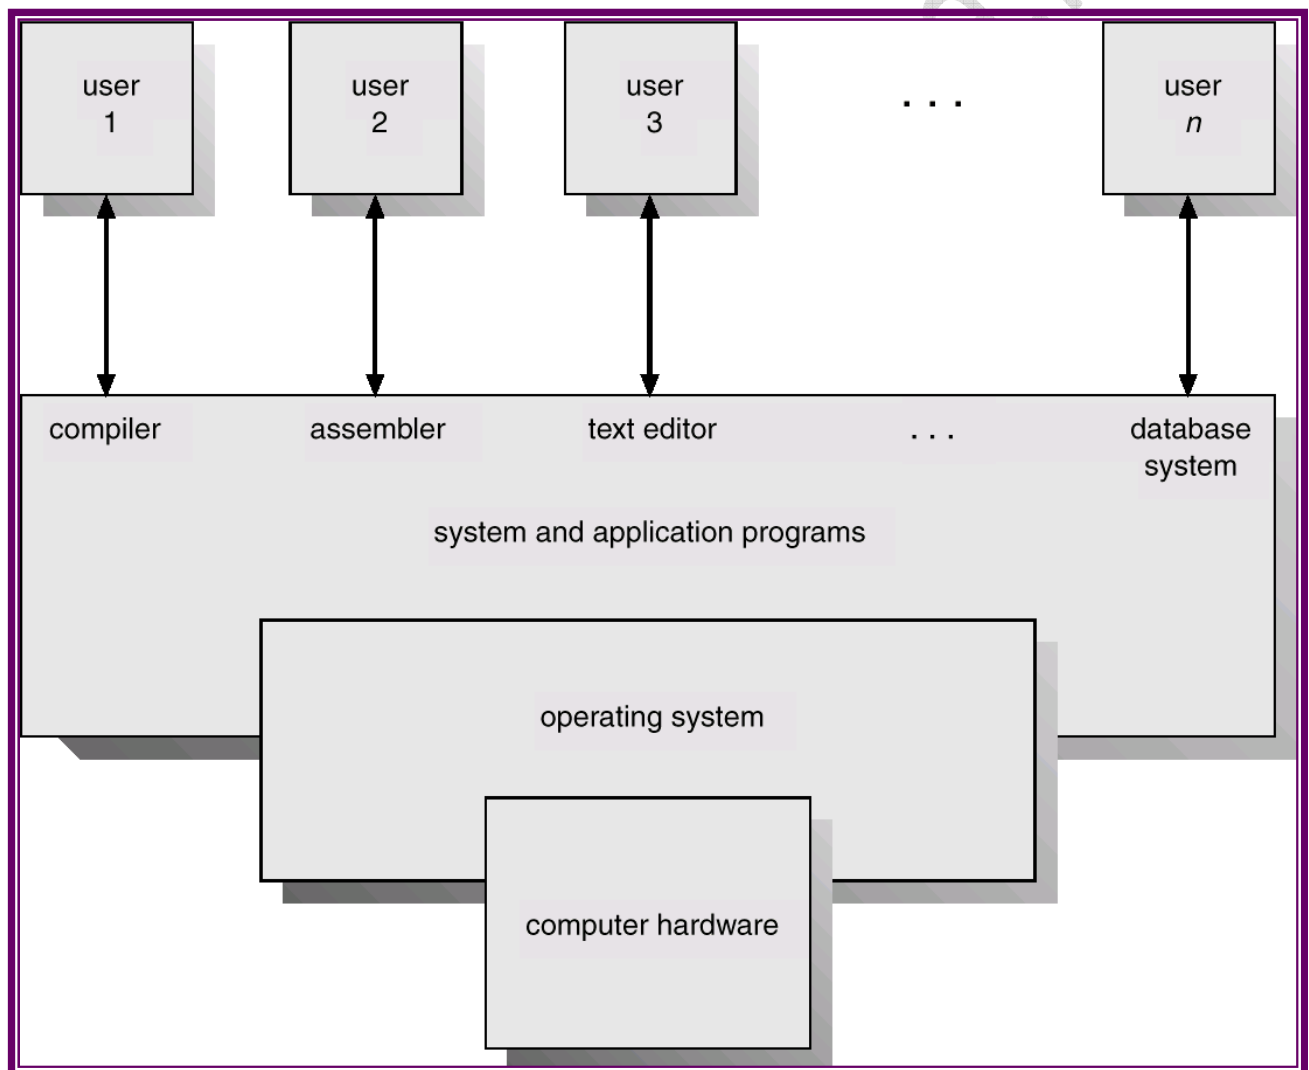 user
1
user
2
user
3
. . .
user
n
compiler
assembler
text editor
. . .
database
system
system and application programs
operating system
computer hardware